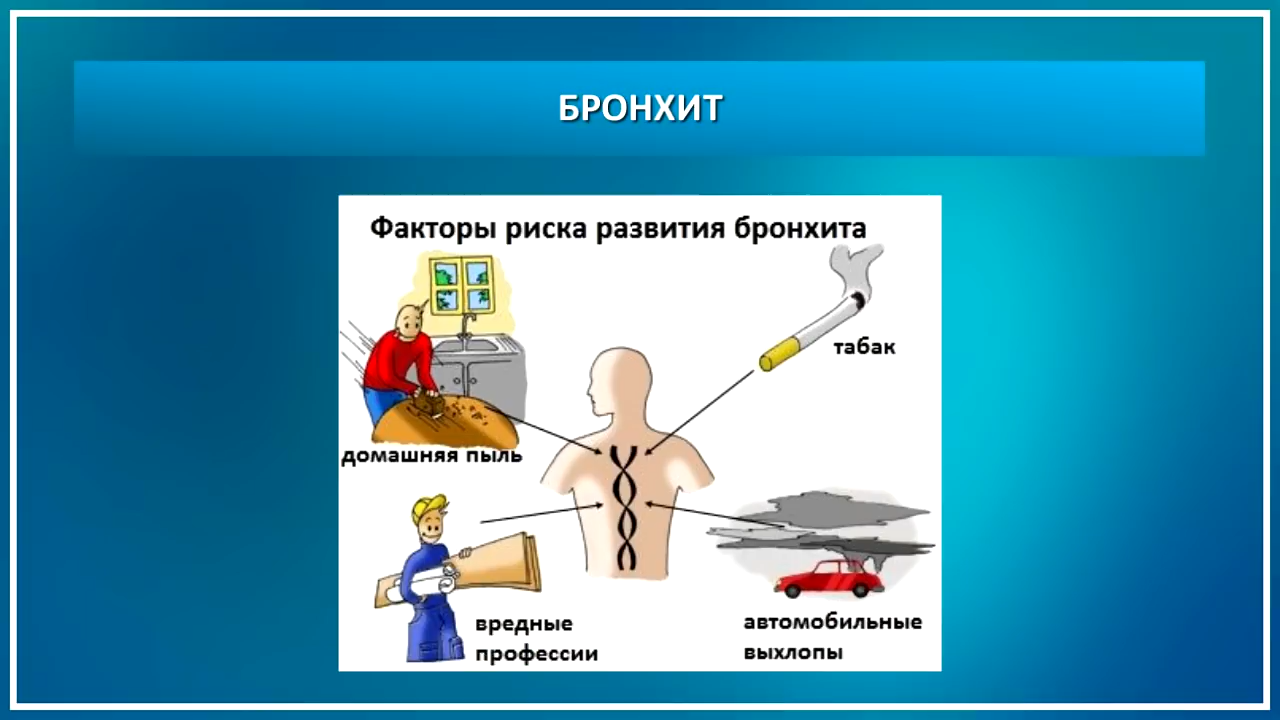 БРОНХИТ
Факторы риска развития бронхита
табак
домашняя пыль
вредные
профессии
автомобильные
выхлопы